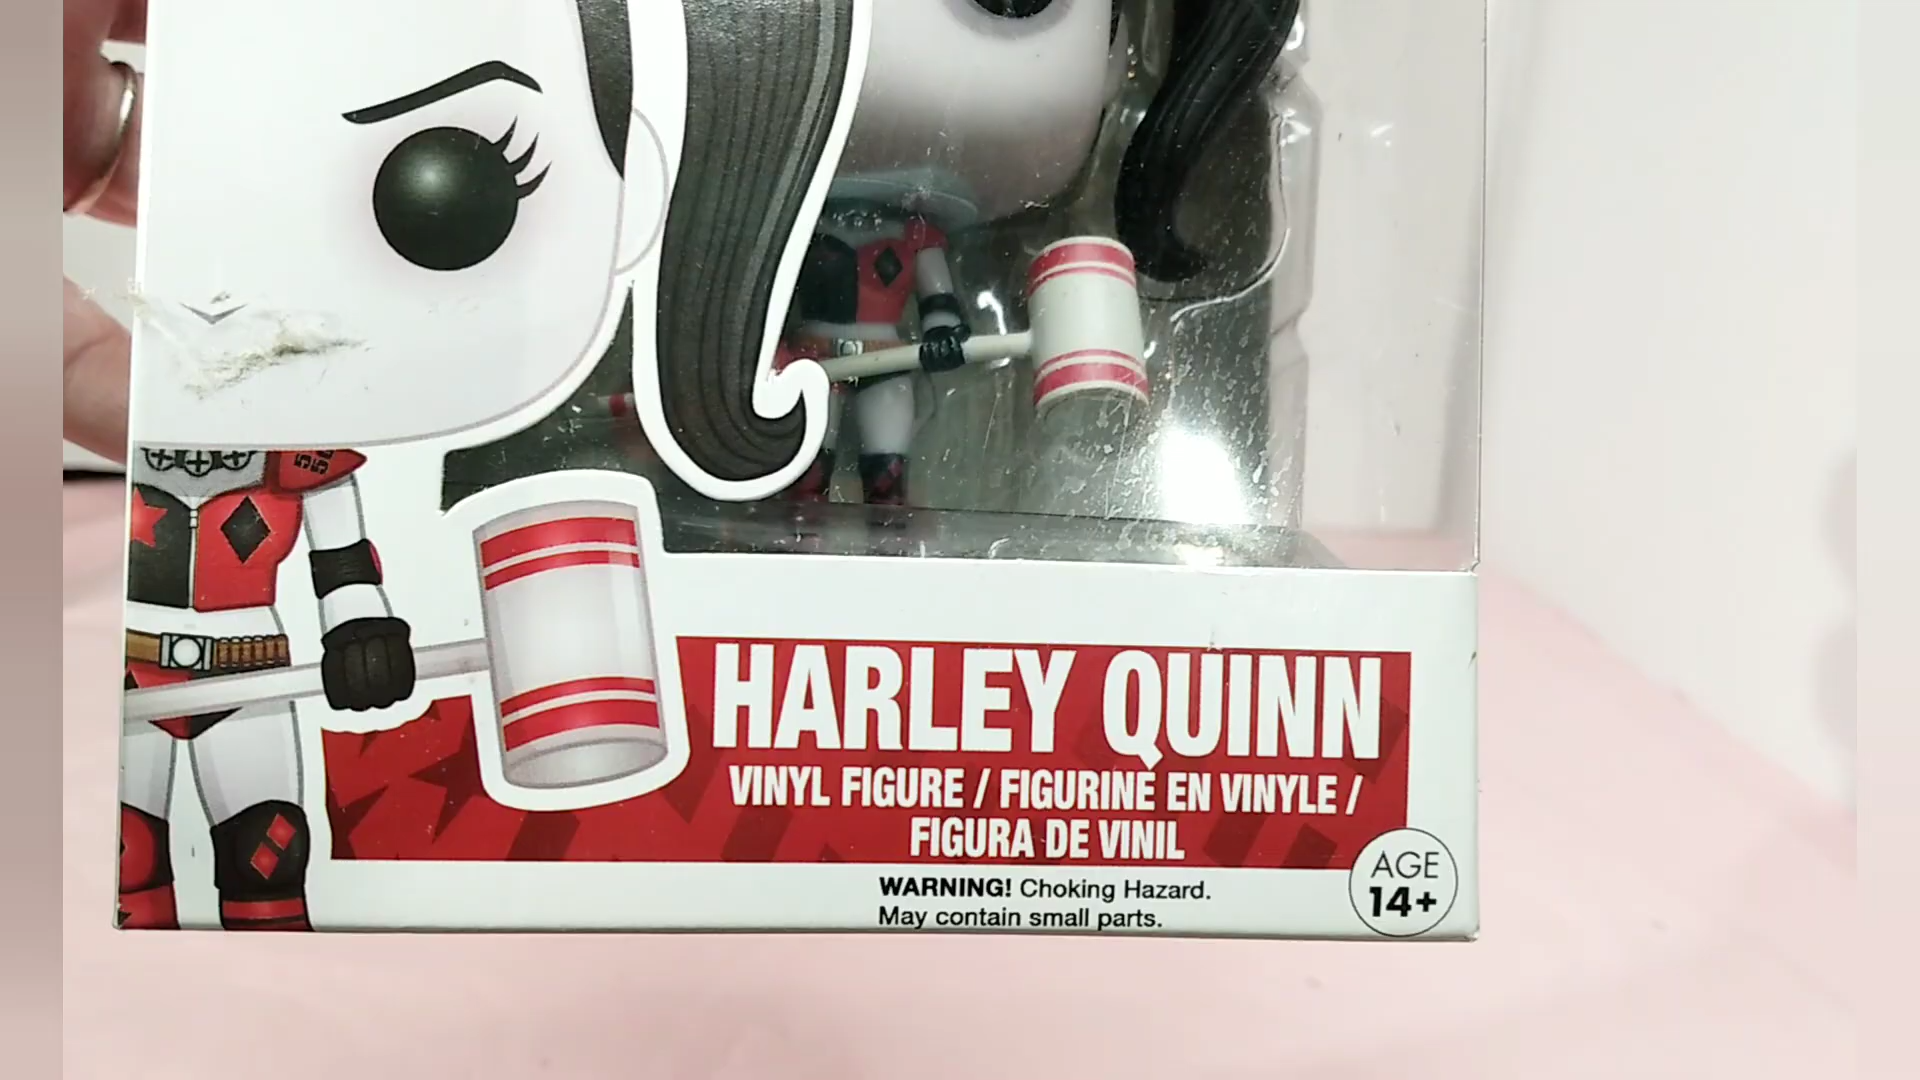 HARLEY QUINN
VINYL FIGURE / FIGURINE EN VINYLE /
FIGURA DE VINIL
WARNING! Choking Hazard.
May contain small parts.
AGE
14+